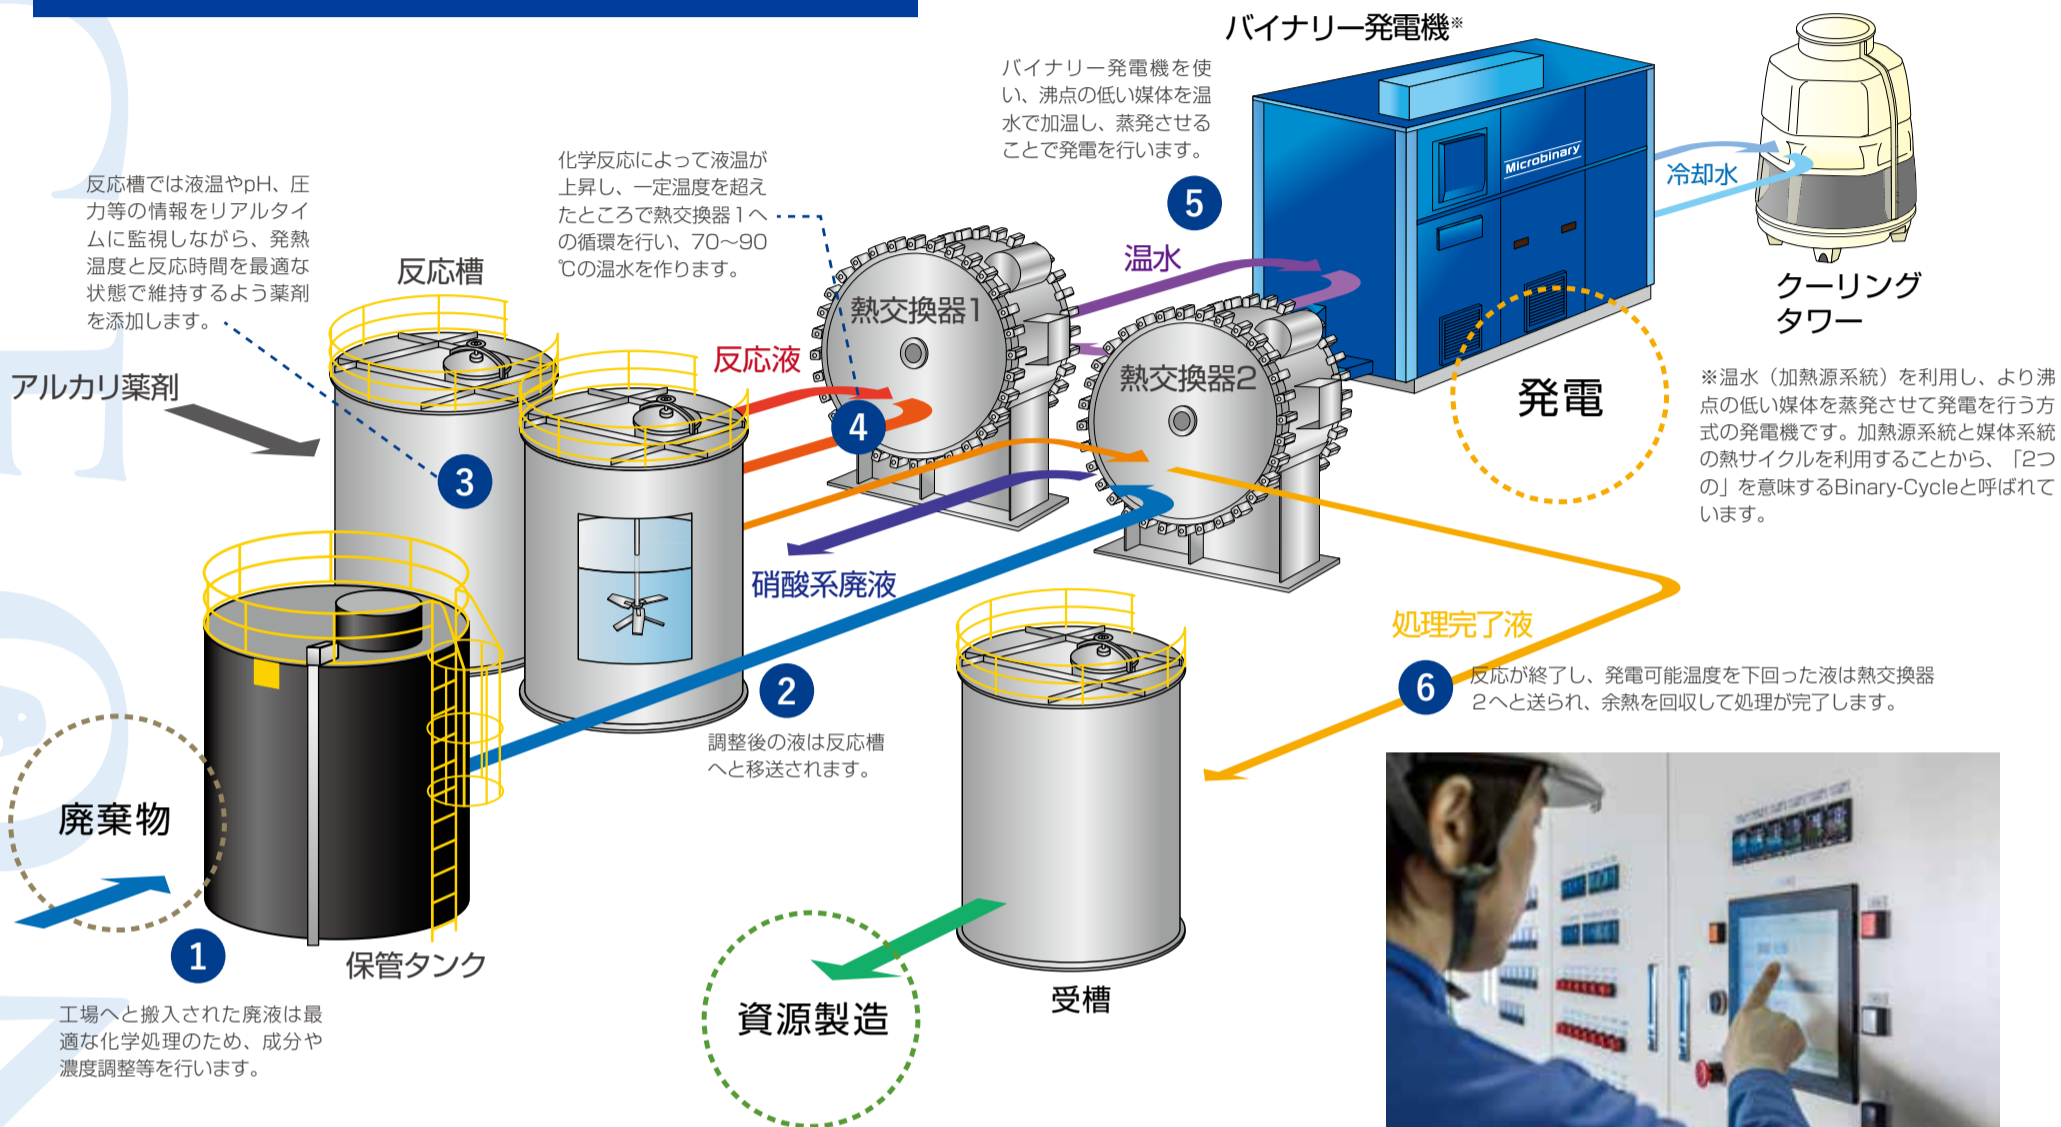 バイナリー発電機※
バイナリー発電機を使
い、沸点の低い媒体を温
水で加温し、蒸発させる
ことで発電を行います。
5
Microbinary
冷却水
クーリング
タワー
化学反応によって液温が
上昇し、一定温度を超え
たところで熱交換器1へ
の循環を行い、70～90
℃の温水を作ります。
反応槽では液温やpH、圧
力等の情報をリアルタイ
ムに監視しながら、発熱
温度と反応時間を最適な
状態で維持するよう薬剤
を添加します。
反応槽
アルカリ薬剤
3
反応液
熱交換器1
4
温水
熱交換器2
発電
※温水（加熱源系統）を利用し、より沸
点の低い媒体を蒸発させて発電を行う方
式の発電機です。加熱源系統と媒体系統
の熱サイクルを利用することから、「2つ
の」を意味するBinary-Cycleと呼ばれて
います。
硝酸系廃液
2
調整後の液は反応槽
へと移送されます。
処理完了液
6
反応が終了し、発電可能温度を下回った液は熱交換器
2へと送られ、余熱を回収して処理が完了します。
廃棄物
1
保管タンク
工場へと搬入された廃液は最
適な化学処理のため、成分や
濃度調整等を行います。
資源製造
受槽